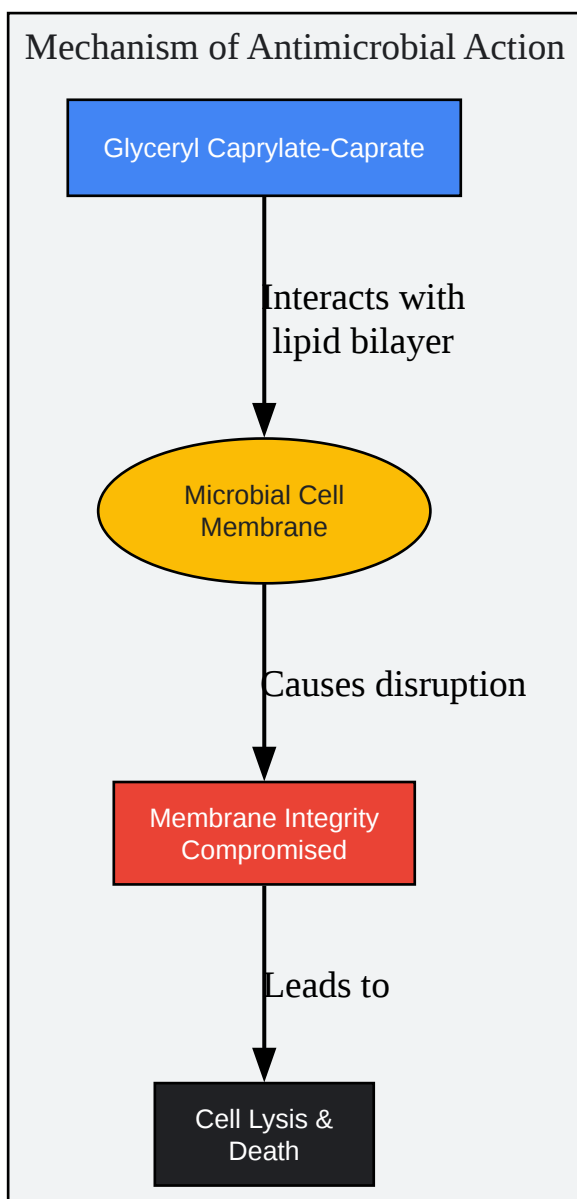 Mechanism of Antimicrobial Action
Glyceryl Caprylate-Caprate
Interacts with
lipid bilayer
Microbial Cell
Membrane
Causes disruption
Membrane Integrity
Compromised
Leads to
Cell Lysis &
Death